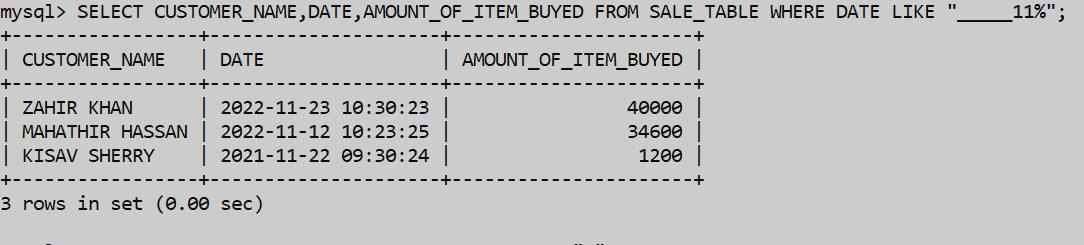 mysql> SELECT CUSTOMER_NAME,DATE,AMOUNT_OF_ITEM_BUYED FROM SALE_TABLE WHERE DATE LIKE "_____11%";
+-----------------+---------------------+----------------------+
| CUSTOMER_NAME   | DATE                | AMOUNT_OF_ITEM_BUYED |
+-----------------+---------------------+----------------------+
| ZAHIR KHAN      | 2022-11-23 10:30:23 |                40000 |
| MAHATHIR HASSAN | 2022-11-12 10:23:25 |                34600 |
| KISAV SHERRY    | 2021-11-22 09:30:24 |                 1200 |
+-----------------+---------------------+----------------------+
3 rows in set (0.00 sec)